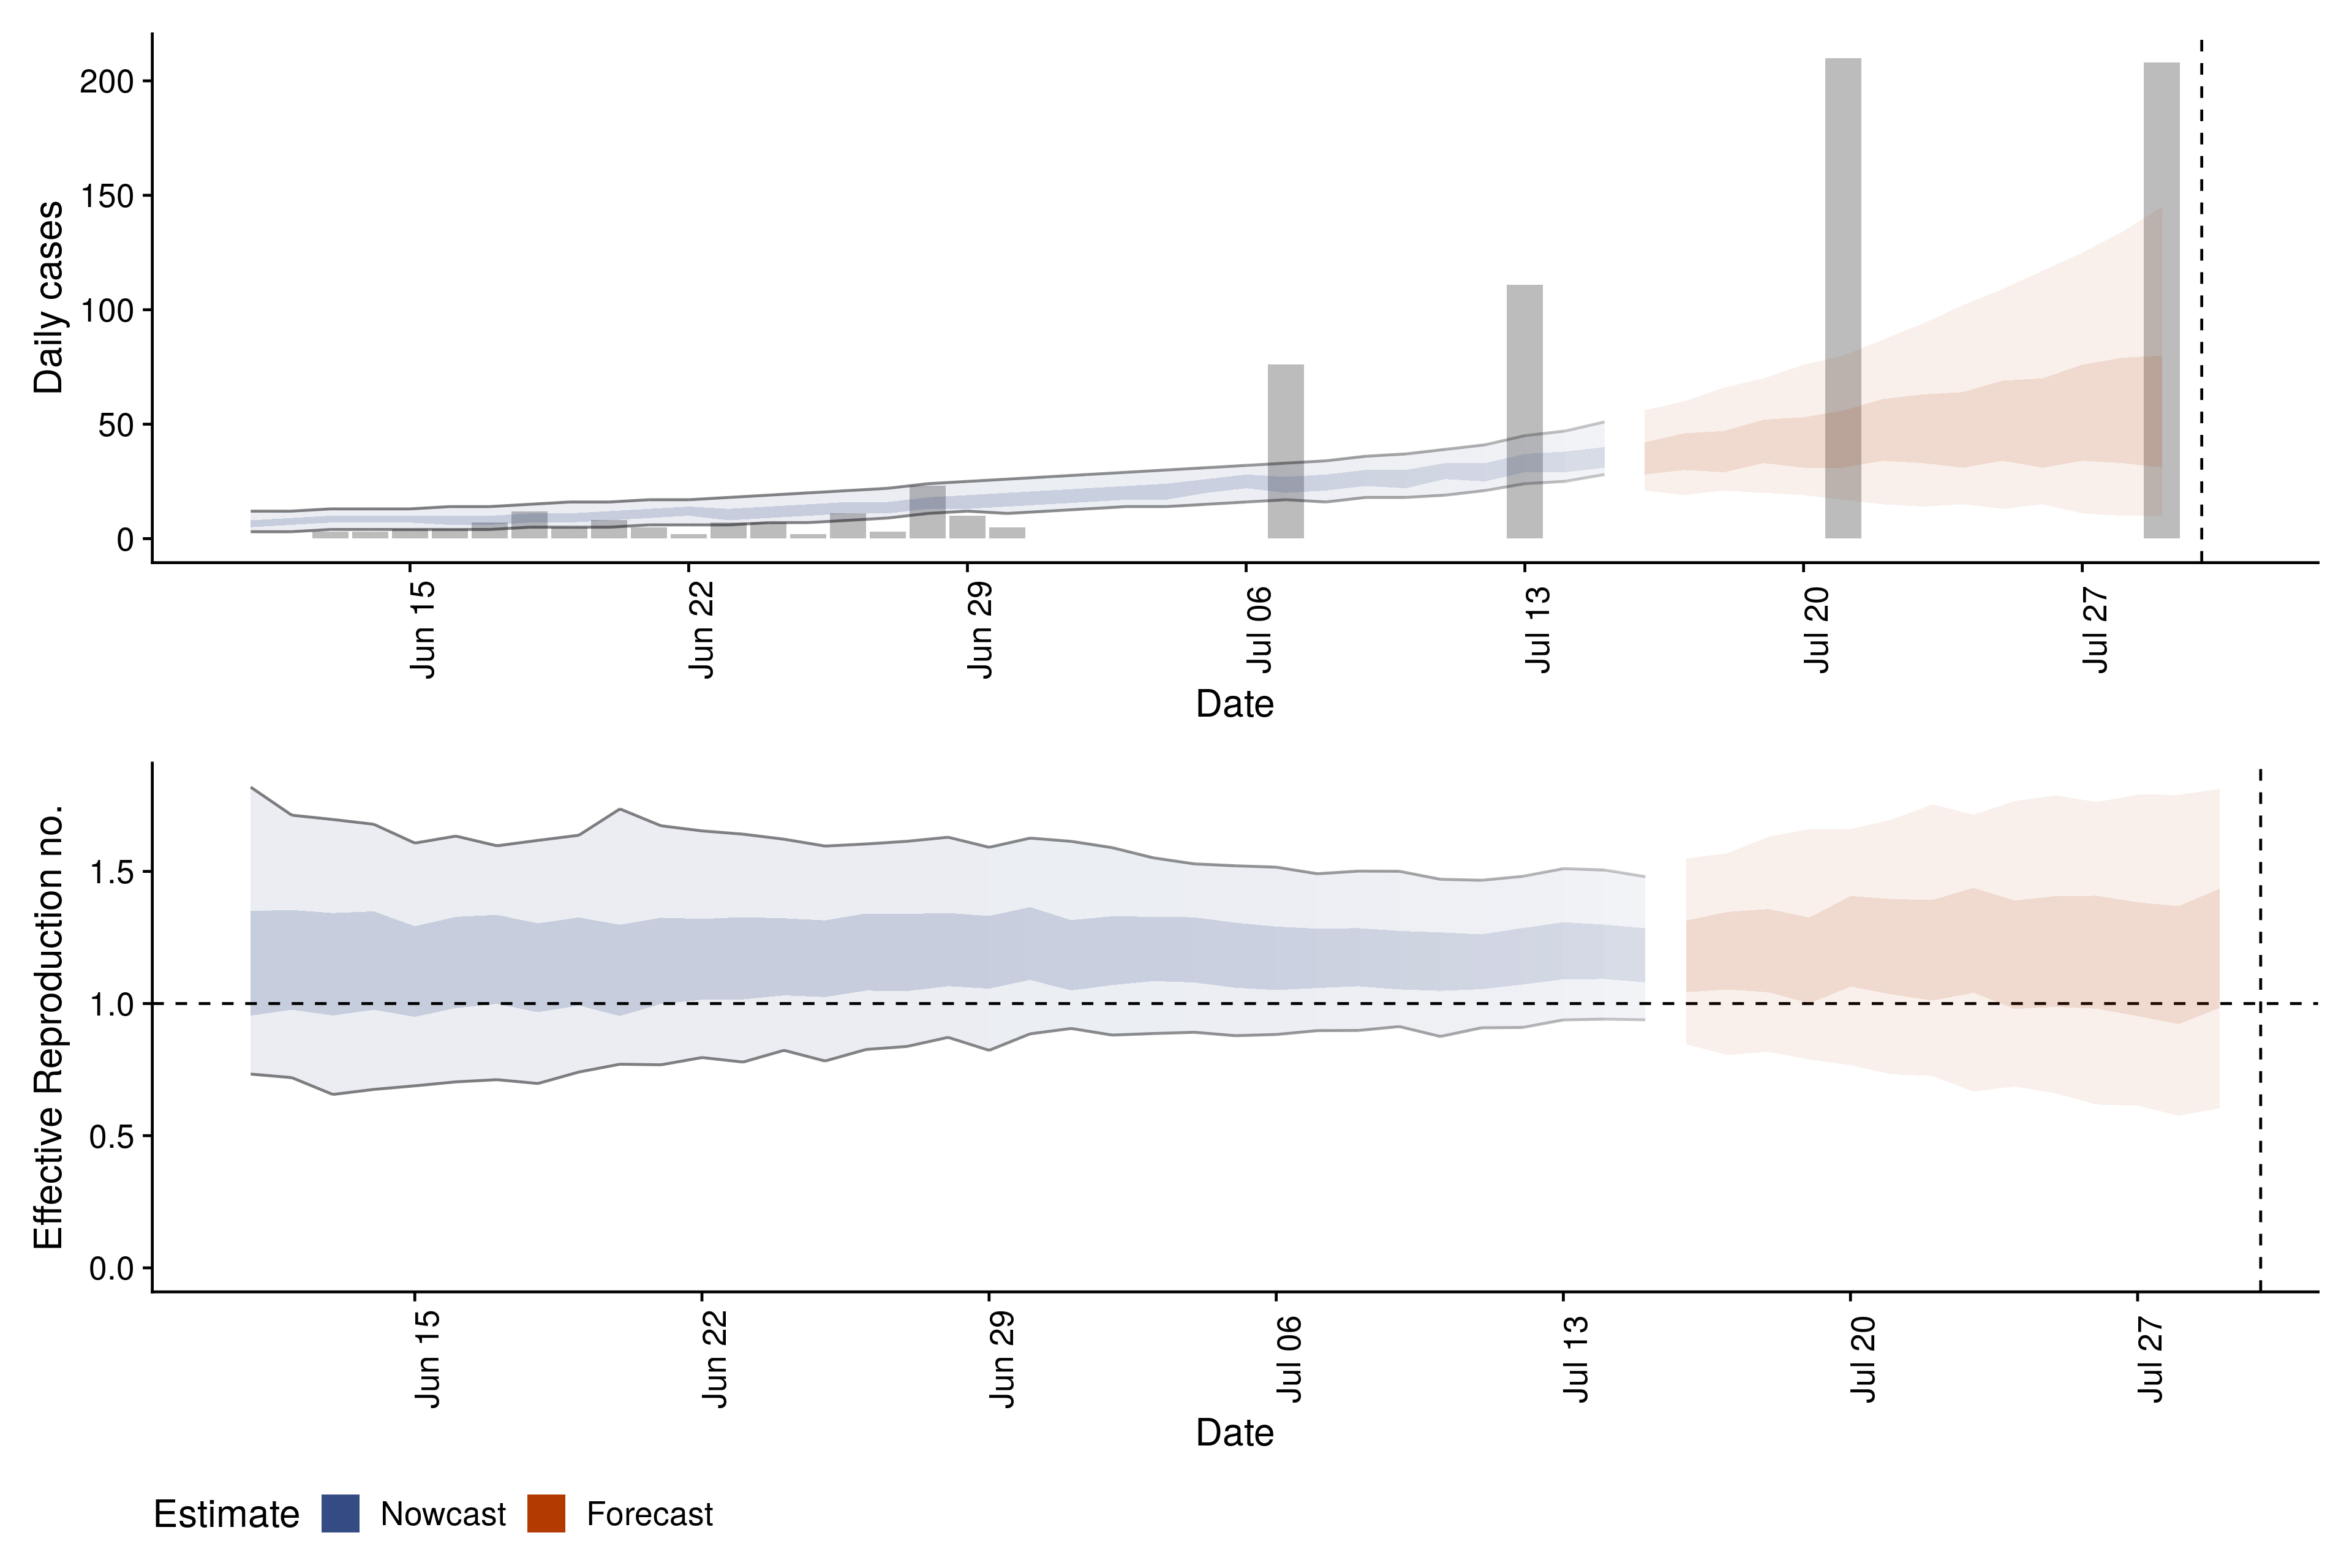 Daily cases
200
150
100
50
0
Jun 15
Jun 22
Jun 29
Jul 06
Jul 13
Jul 20
Jul 27
Date
Effective Reproduction no.
1.5
1.0
0.5
0.0
Jun 15
Jun 22
Jun 29
Jul 06
Jul 13
Jul 20
Jul 27
Date
Estimate Nowcast Forecast